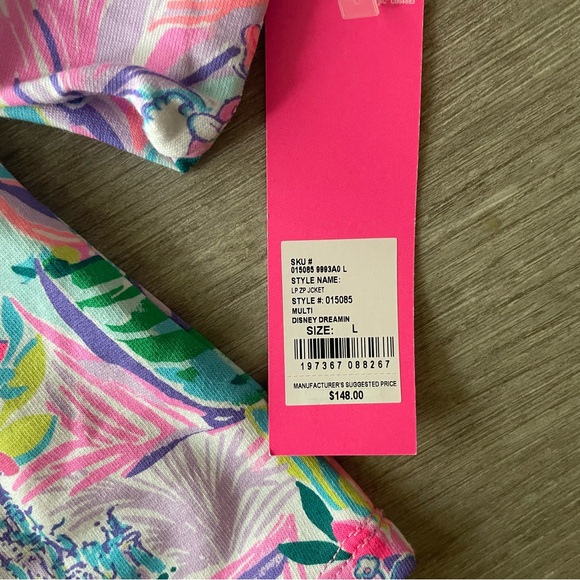 SKU #
015085 9993A0 L
STYLE NAME:
LP ZP JCKET
STYLE #: 015085
MULTI
DISNEY DREAMIN
SIZE: L
197367 088267
MANUFACTURER'S SUGGESTED PRICE
$148.00